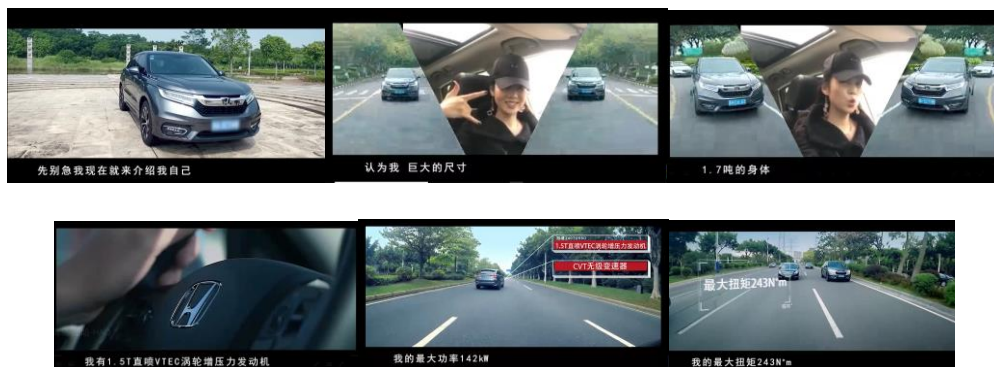 先别急我现在就来介绍我自己
认为我 巨大的尺寸
1.7吨的身体
1.5T直喷VTEC涡轮增压力发动机
CVT无级变速器
最大扭矩243N*m
我有1.5T直喷VTEC涡轮增压力发动机
我的最大功率142kW
我的最大扭矩243N*m